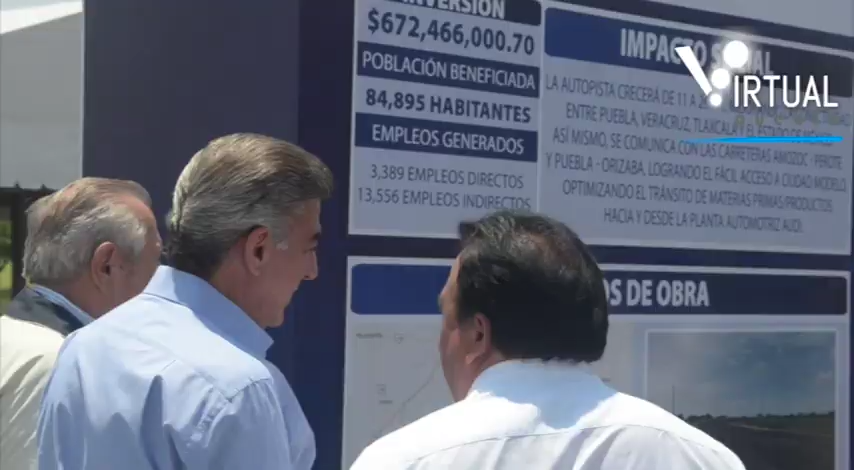 INVERSIÓN
$672,466,000.70
POBLACIÓN BENEFICIADA
84,895 HABITANTES
EMPLEOS GENERADOS
3,389 EMPLEOS DIRECTOS
13,556 EMPLEOS INDIRECTOS
IMPACTO
LA AUTOPISTA CRECERÁ DE 11 A
ENTRE PUEBLA, VERACRUZ, TLAXCALA Y EL ESTADO DE
ASÍ MISMO, SE COMUNICA CON LAS CARRETERAS AMOZOC - PEROTE
Y PUEBLA - ORIZABA, LOGRANDO EL FÁCIL ACCESO A CIUDAD MODELO,
OPTIMIZANDO EL TRÁNSITO DE MATERIAS PRIMAS PRODUCTOS
HACIA Y DESDE LA PLANTA AUTOMOTRIZ AUDI.
OS DE OBRA
VIRTUAL